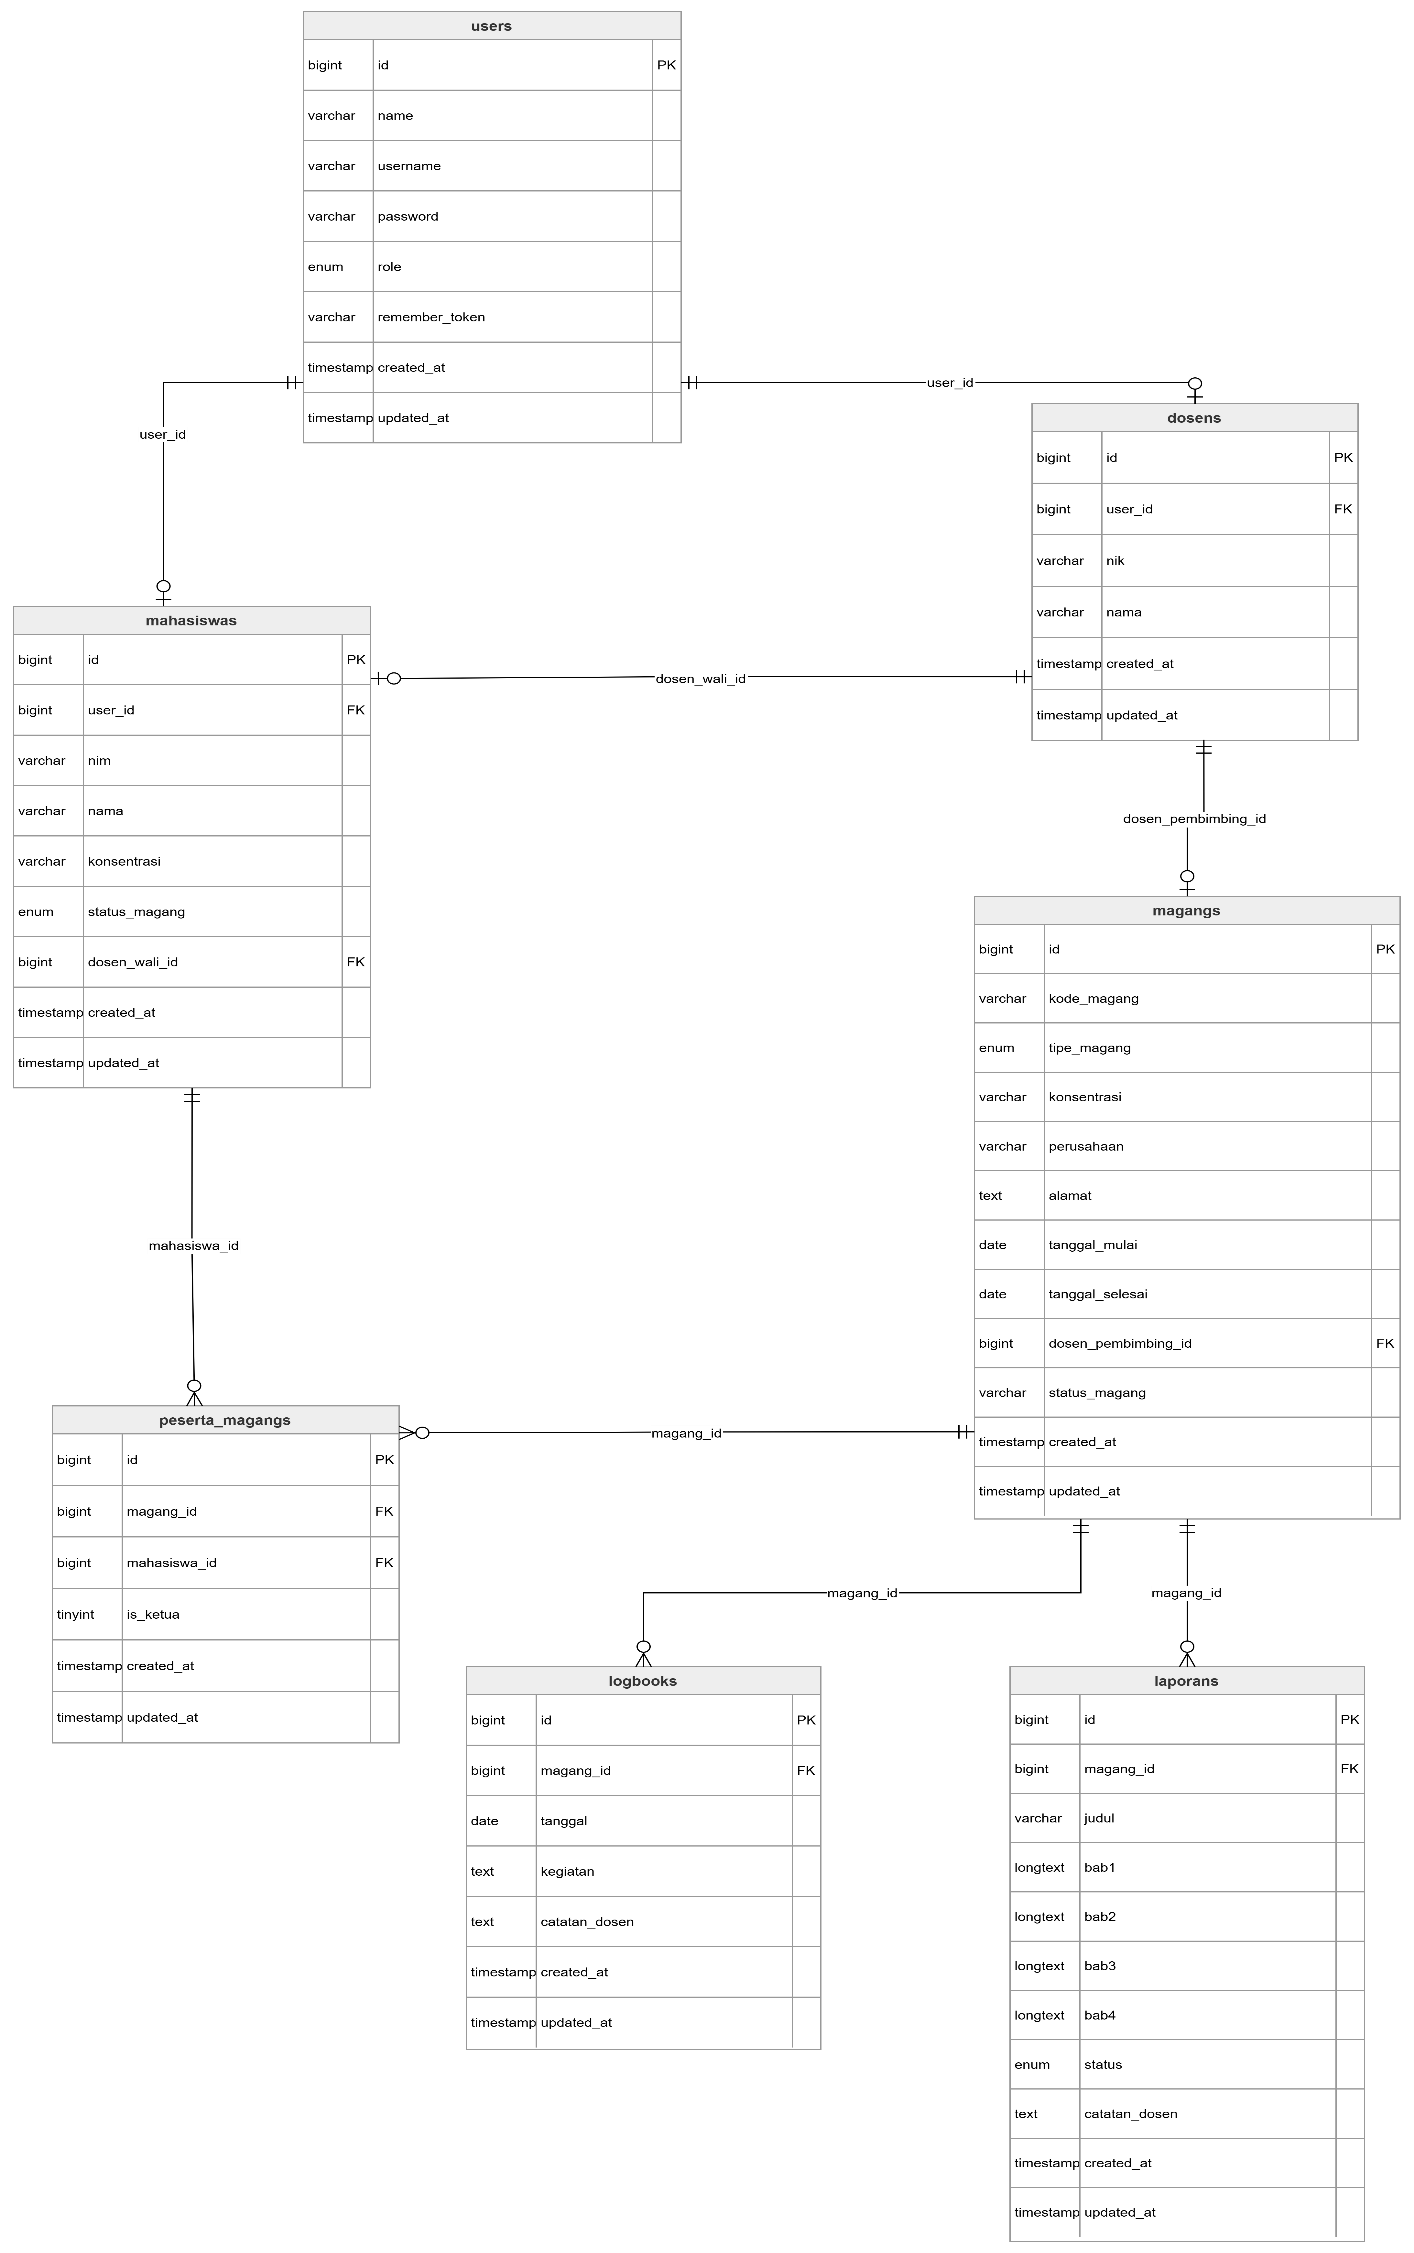 users
bigint id PK
varchar name
varchar username
varchar password
enum role
varchar remember_token
timestamp created_at
timestamp updated_at
user_id
user_id
dosens
bigint id PK
bigint user_id FK
varchar nik
varchar nama
timestamp created_at
timestamp updated_at
mahasiswas
bigint id PK
bigint user_id FK
varchar nim
varchar nama
varchar konsentrasi
enum status_magang
bigint dosen_wali_id FK
timestamp created_at
timestamp updated_at
dosen_wali_id
dosen_pembimbing_id
magangs
bigint id PK
varchar kode_magang
enum tipe_magang
varchar konsentrasi
varchar perusahaan
text alamat
date tanggal_mulai
date tanggal_selesai
bigint dosen_pembimbing_id FK
varchar status_magang
timestamp created_at
timestamp updated_at
mahasiswa_id
peserta_magangs
bigint id PK
bigint magang_id FK
bigint mahasiswa_id FK
tinyint is_ketua
timestamp created_at
timestamp updated_at
magang_id
magang_id
magang_id
logbooks
bigint id PK
bigint magang_id FK
date tanggal
text kegiatan
text catatan_dosen
timestamp created_at
timestamp updated_at
laporans
bigint id PK
bigint magang_id FK
varchar judul
longtext bab1
longtext bab2
longtext bab3
longtext bab4
enum status
text catatan_dosen
timestamp created_at
timestamp updated_at